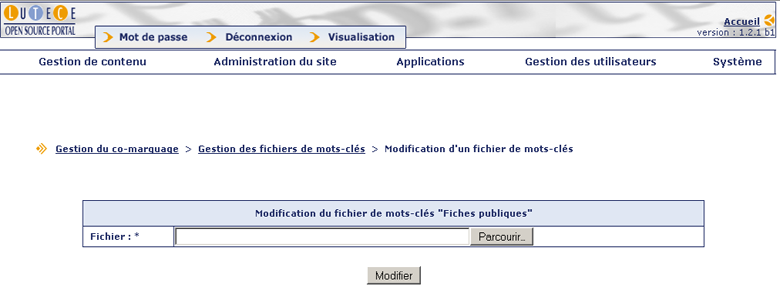 LUTECE
OPEN SOURCE PORTAL
Mot de passe Déconnexion Visualisation
Accueil
version : 1.2.1 b1
Gestion de contenu Administration du site Applications Gestion des utilisateurs Système
Gestion du co-marquage > Gestion des fichiers de mots-clés > Modification d'un fichier de mots-clés
Modification du fichier de mots-clés "Fiches publiques"
Fichier : * Parcourir...
Modifier